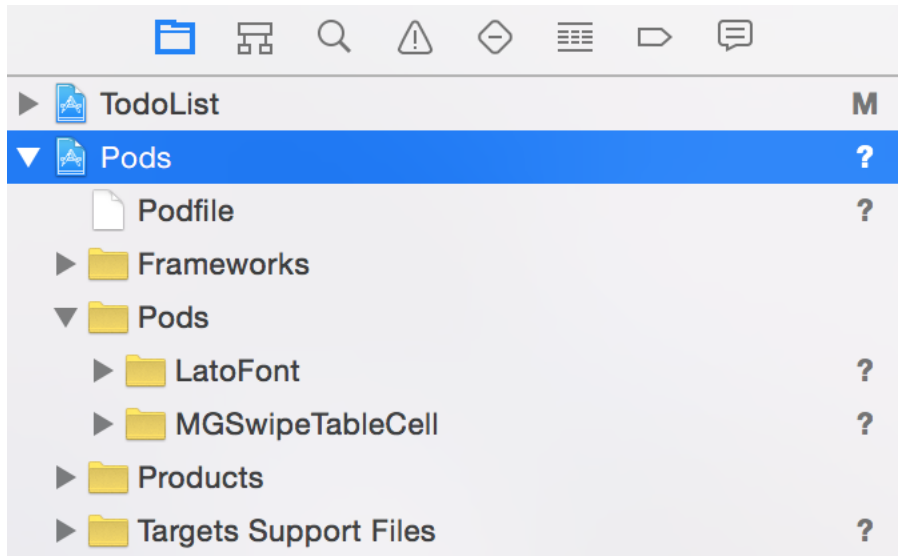 TodoList M
Pods ?
Podfile ?
Frameworks
Pods
LatoFont ?
MGSwipeTableCell ?
Products
Targets Support Files ?